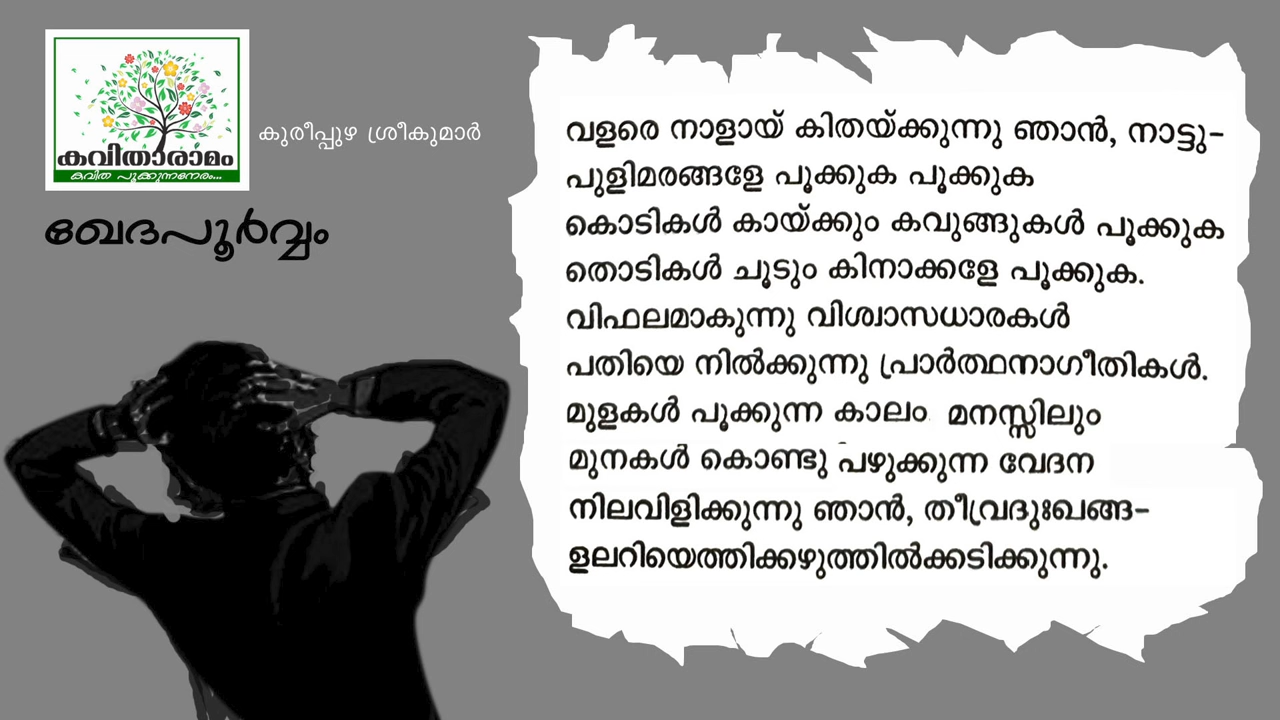 കവിതാരാമം
കവിത പൂക്കുന്നനേരം...
കുരീപ്പുഴ ശ്രീകുമാർ
ഖേദപൂർവ്വം
വളരെ നാളായ് കിതയ്ക്കുന്നു ഞാൻ, നാട്ടു–
പുളിമരങ്ങളേ പൂക്കുക പൂക്കുക
കൊടികൾ കായ്ക്കും കവുങ്ങുകൾ പൂക്കുക
തൊടികൾ ചൂടും കിനാക്കളേ പൂക്കുക.
വിഫലമാകുന്നു വിശ്വാസധാരകൾ
പതിയെ നിൽക്കുന്നു പ്രാർത്ഥനാഗീതികൾ.
മുളകൾ പൂക്കുന്ന കാലം മനസ്സിലും
മുനകൾ കൊണ്ടു പഴുക്കുന്ന വേദന
നിലവിളിക്കുന്നു ഞാൻ, തീവ്രദുഃഖങ്ങ–
ളലറിയെത്തിക്കഴുത്തിൽക്കടിക്കുന്നു.